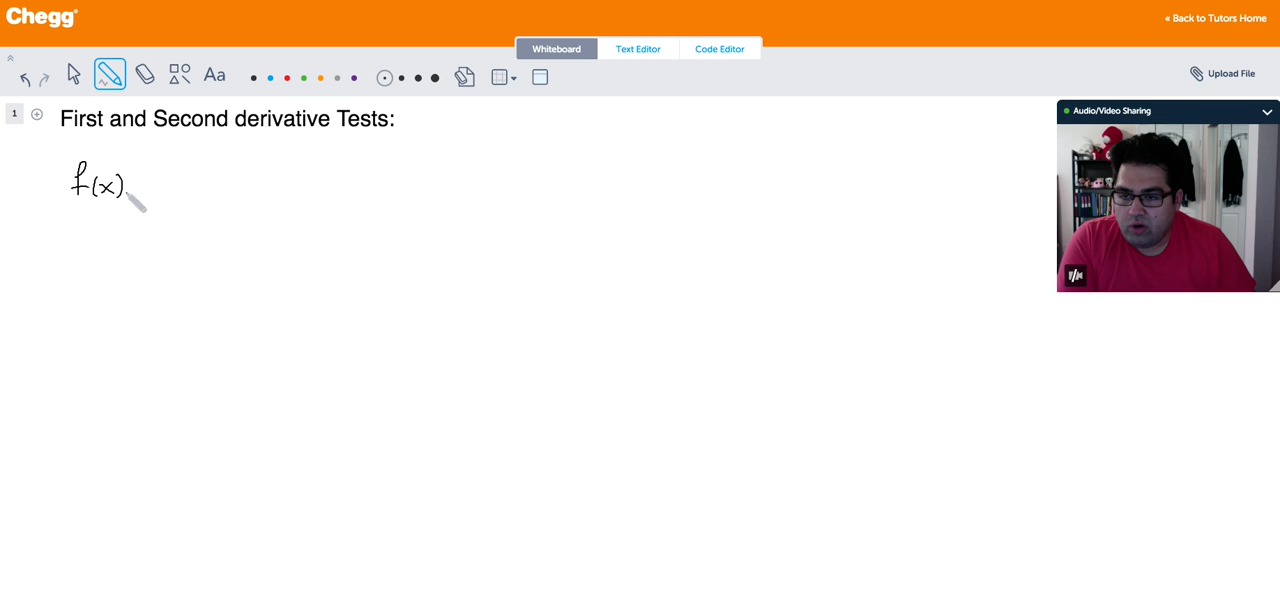 Chegg®
« Back to Tutors Home
Whiteboard
Text Editor
Code Editor
Aa
Upload File
1
First and Second derivative Tests:
Audio/Video Sharing
f(x)